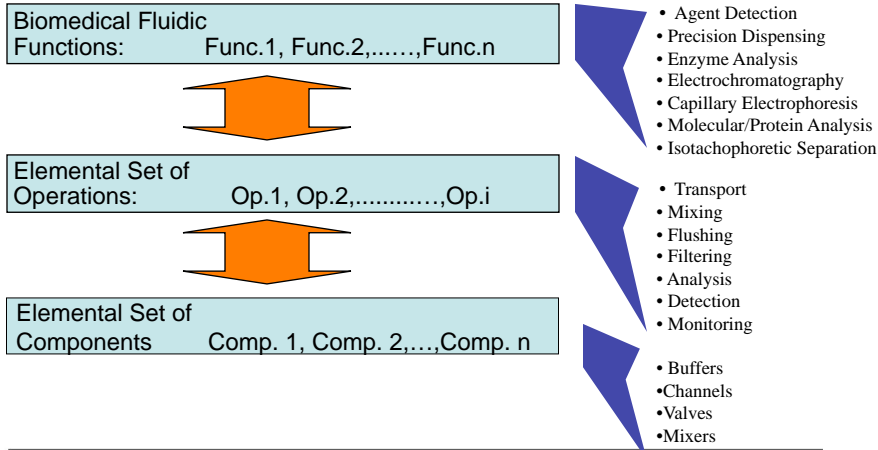 Biomedical Fluidic
Functions: Func.1, Func.2,...…,Func.n
• Agent Detection
• Precision Dispensing
• Enzyme Analysis
• Electrochromatography
• Capillary Electrophoresis
• Molecular/Protein Analysis
• Isotachophoretic Separation
Elemental Set of
Operations: Op.1, Op.2,..........…,Op.i
• Transport
• Mixing
• Flushing
• Filtering
• Analysis
• Detection
• Monitoring
Elemental Set of
Components Comp. 1, Comp. 2,…,Comp. n
• Buffers
•Channels
•Valves
•Mixers